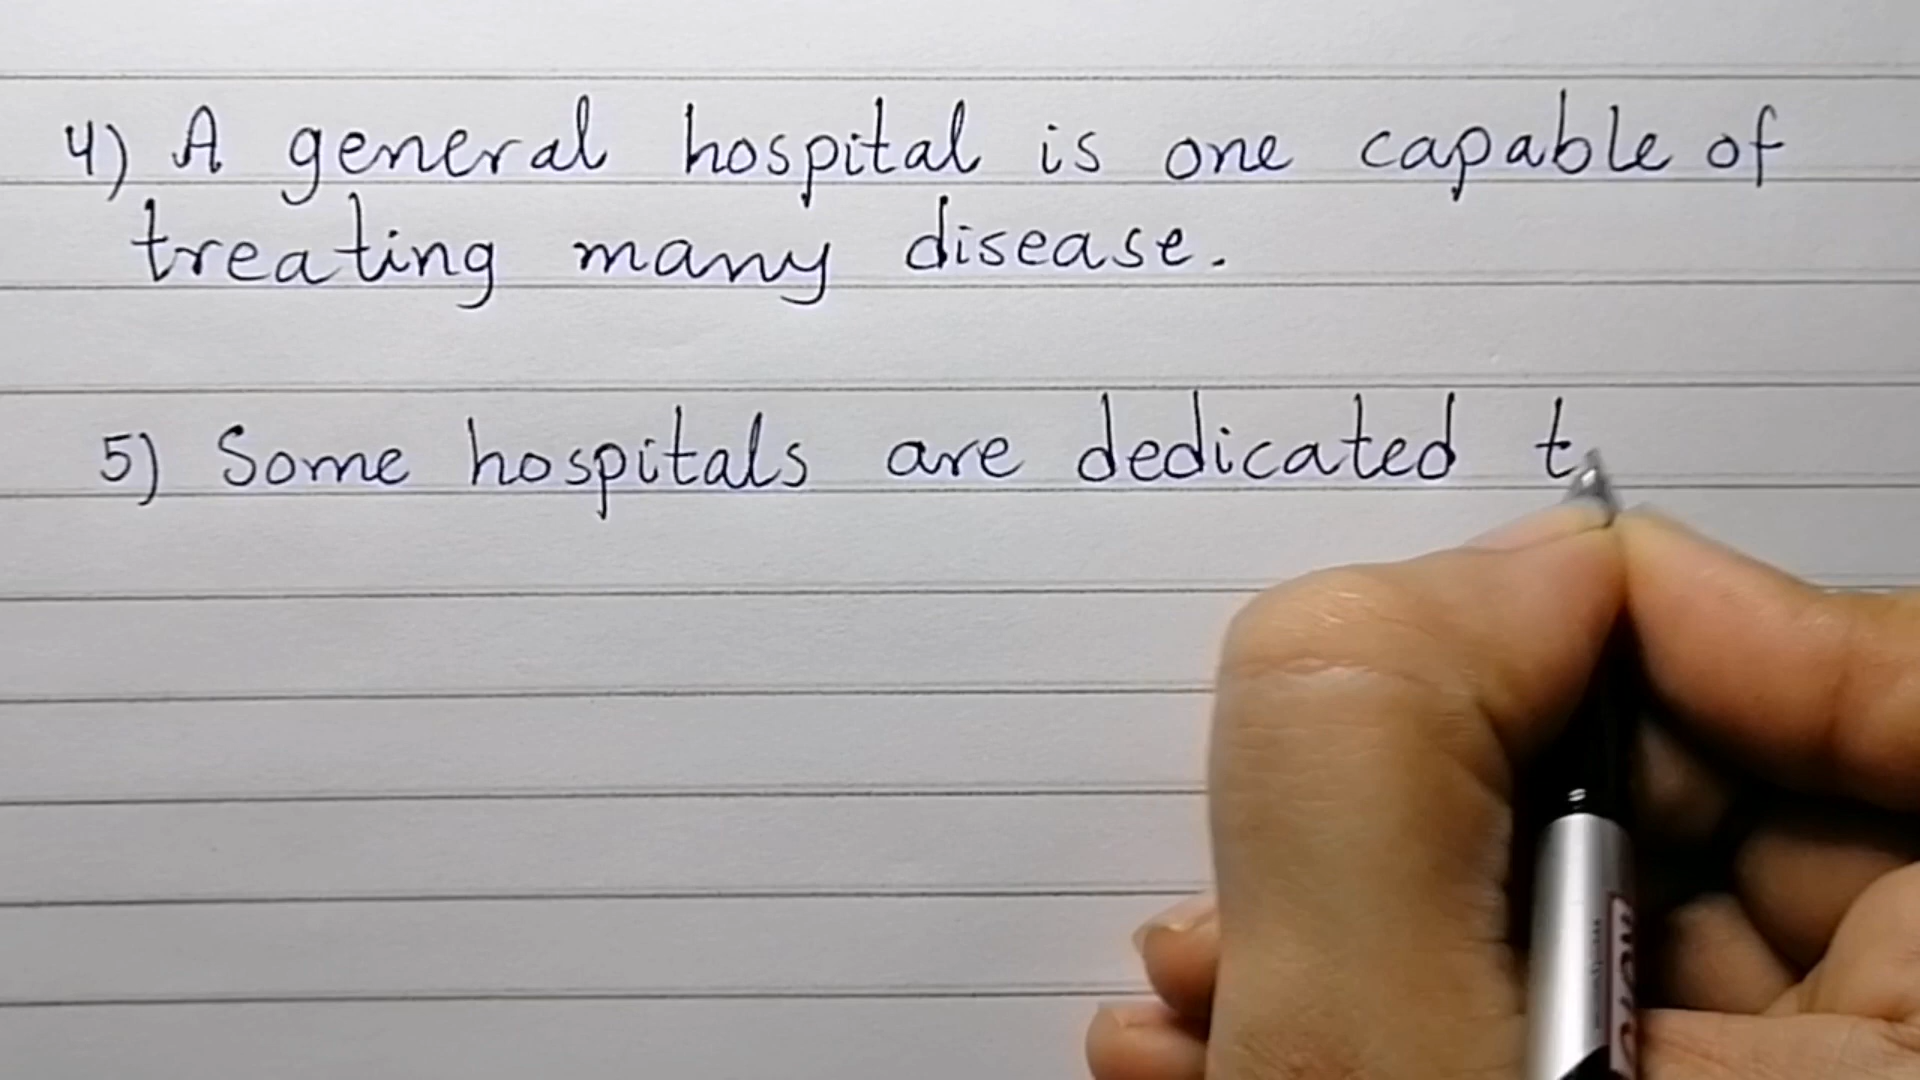 4) A general hospital is one capable of
treating many disease.
5) Some hospitals are dedicated t